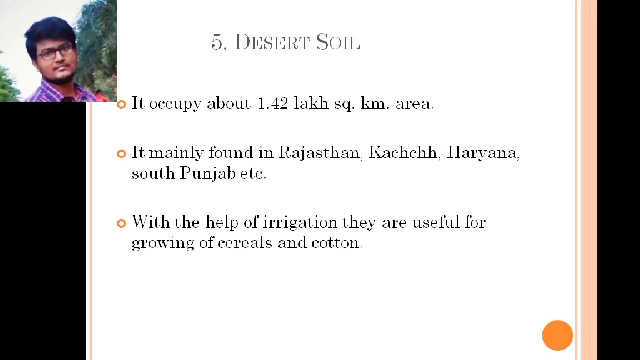 5. Desert Soil
It occupy about 1.42 lakh sq. km. area.
It mainly found in Rajasthan, Kachchh, Haryana,
south Punjab etc.
With the help of irrigation they are useful for
growing of cereals and cotton.